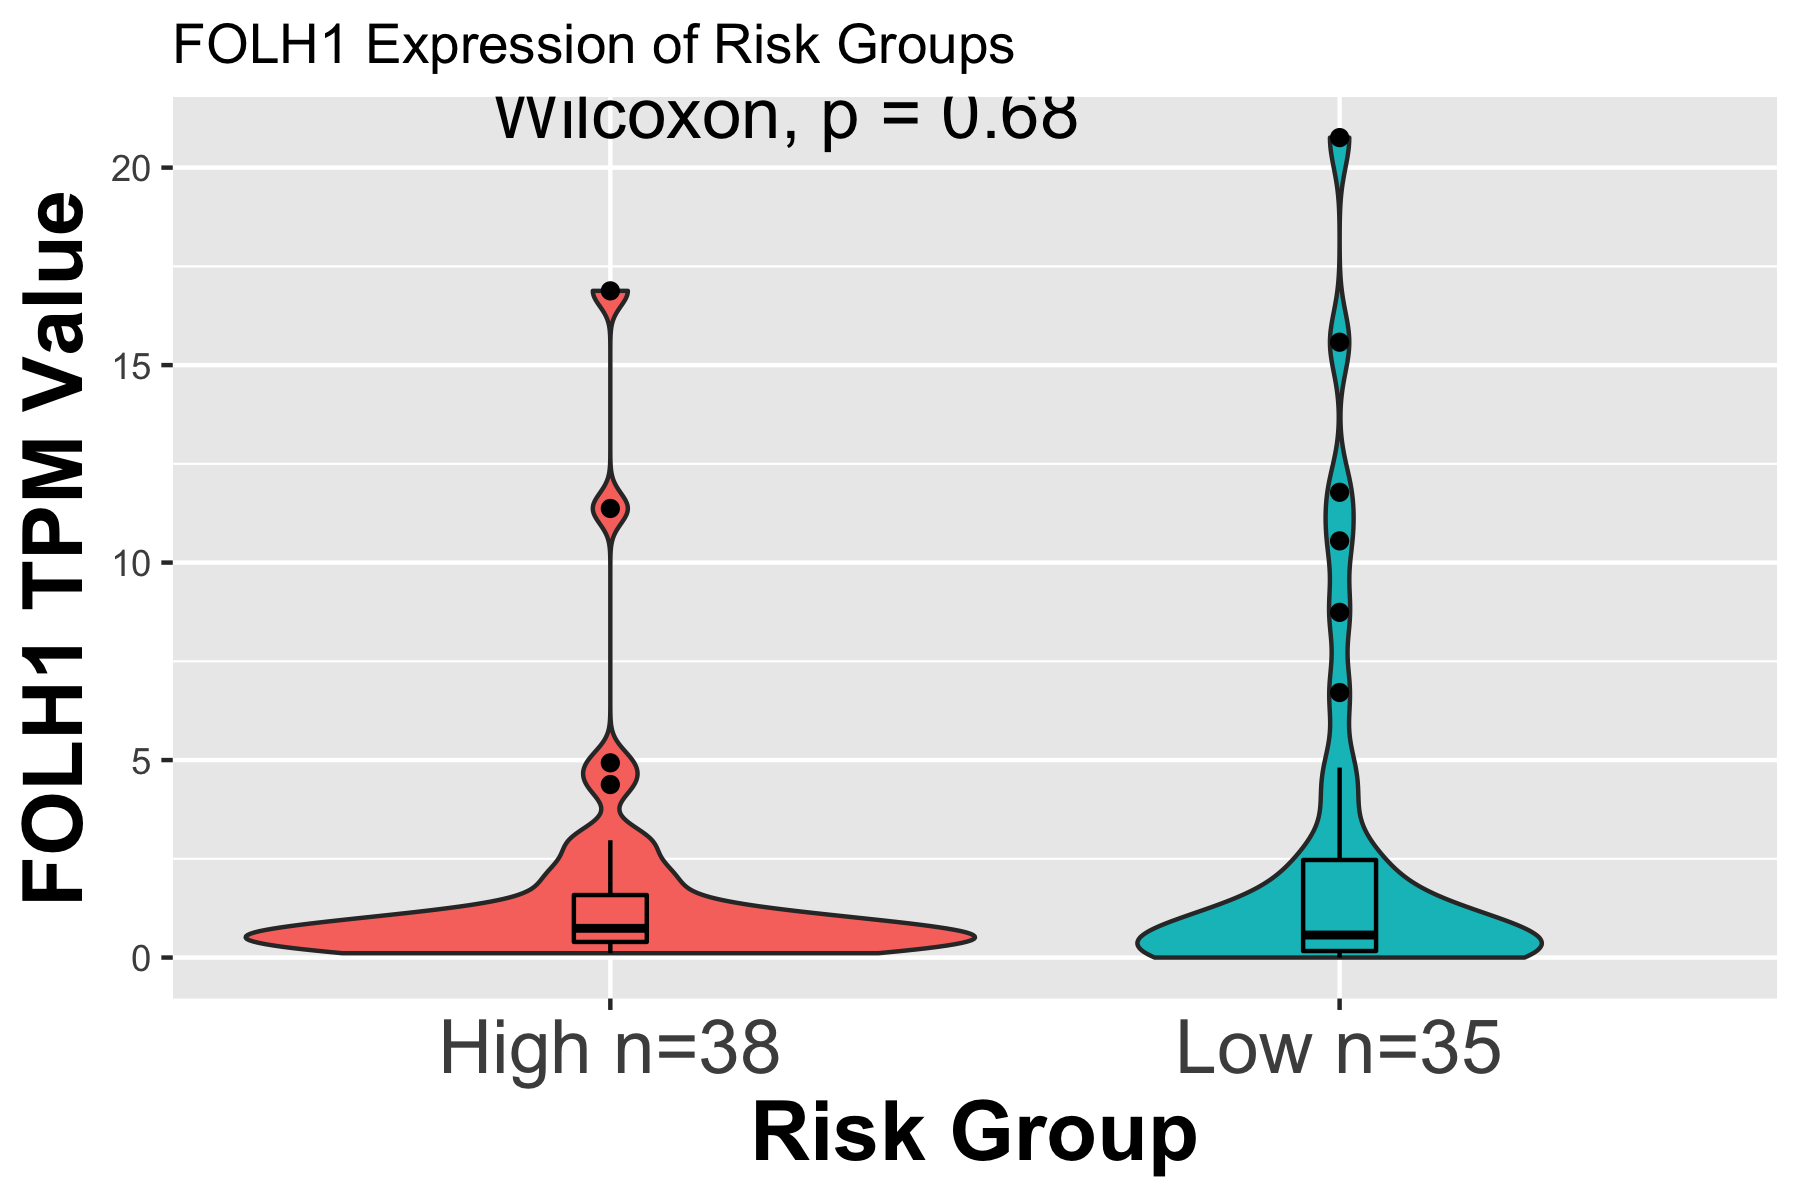 FOLH1 Expression of Risk Groups
Wilcoxon, p = 0.68
FOLH1 TPM Value
20
15
10
5
0
High n=38
Low n=35
Risk Group